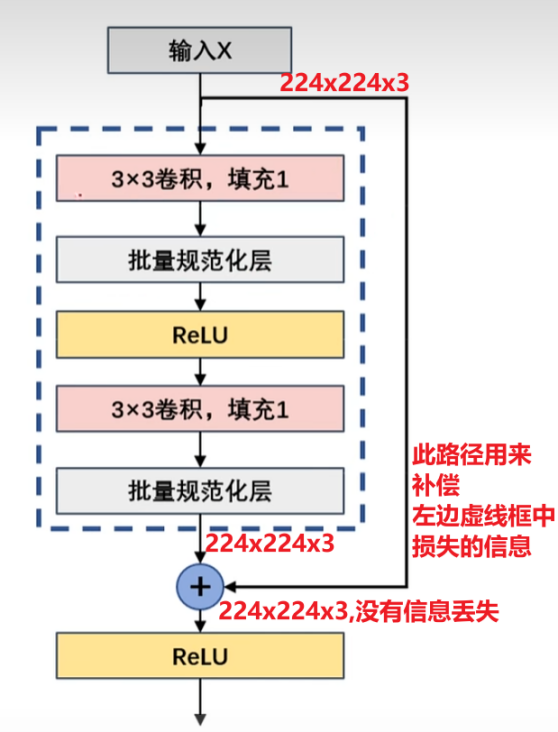 输入X
224x224x3
3×3卷积，填充1
批量规范化层
ReLU
3×3卷积，填充1
批量规范化层
此路径用来
补偿
左边虚线框中
损失的信息
224x224x3
+
224x224x3,没有信息丢失
ReLU